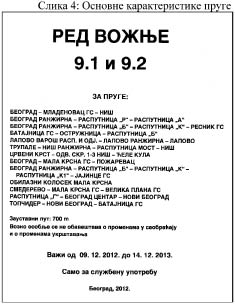 Слика 4: Основне карактеристике пруге
РЕД ВОЖЊЕ
9.1 и 9.2
ЗА ПРУГЕ:
БЕОГРАД – МЛАДЕНОВАЦ ГС – НИШ
БЕОГРАД РАНЖИРНА – РАСПУТНИЦА „Р“ – РАСПУТНИЦА „А“
БЕОГРАД РАНЖИРНА – РАСПУТНИЦА „Б“ – РАСПУТНИЦА „К“ – РЕСНИК ГС
БАТАЈНИЦА ГС – ОСТРУЖНИЦА – РАСПУТНИЦА „Б“
ЛАПОВО ВАРОШ РАСП. И ОДЈ. – ЛАПОВО РАНЖИРНА – ЛАПОВО
ТРУПАЛЕ – НИШ РАНЖИРНА – РАСПУТНИЦА МОСТ – НИШ
ЦРВЕНИ КРСТ – ОДВ. СКР. 1-3 НИШ – ЋЕЛЕ КУЛА
БЕОГРАД – МАЛА КРСНА ГС – ПОЖАРЕВАЦ
БЕОГРАД РАНЖИРНА – РАСПУТНИЦА „Б“ – РАСПУТНИЦА „К“ –
РАСПУТНИЦА „К1“ – ЈАЈИНЦЕ ГС
ОБИЛАЗНИ КОЛОСЕК МАЛА КРСНА
СМЕДЕРЕВО – МАЛА КРСНА ГС – ВЕЛИКА ПЛАНА ГС
РАСПУТНИЦА „Г“ – БЕОГРАД ЦЕНТАР – НОВИ БЕОГРАД
ТОПЧИДЕР – НОВИ БЕОГРАД – БАТАЈНИЦА ГС
Зауставни пут: 700 m
Возно особље се не обавештава о променама у саобраћају
и о променама укрштавања
Важи од 09. 12. 2012. до 14. 12. 2013.
Само за службену употребу
Београд, 2012.